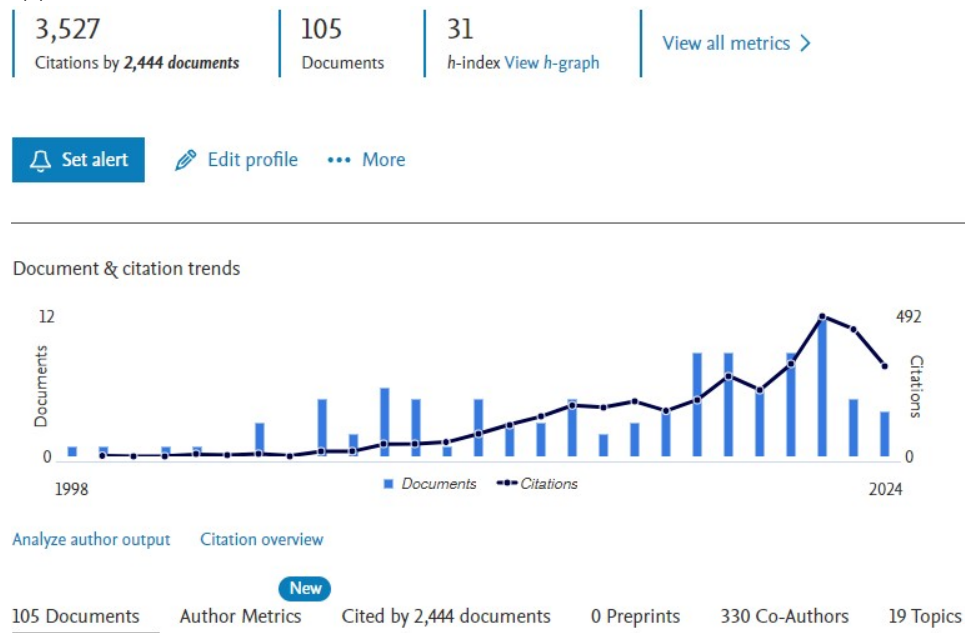 3,527
Citations by 2,444 documents
105
Documents
31
h-index View h-graph
View all metrics >
Set alert
Edit profile
••• More
Document & citation trends
12
492
Documents
Citations
0
0
1998
Documents
Citations
2024
Analyze author output
Citation overview
New
105 Documents
Author Metrics
Cited by 2,444 documents
0 Preprints
330 Co-Authors
19 Topics